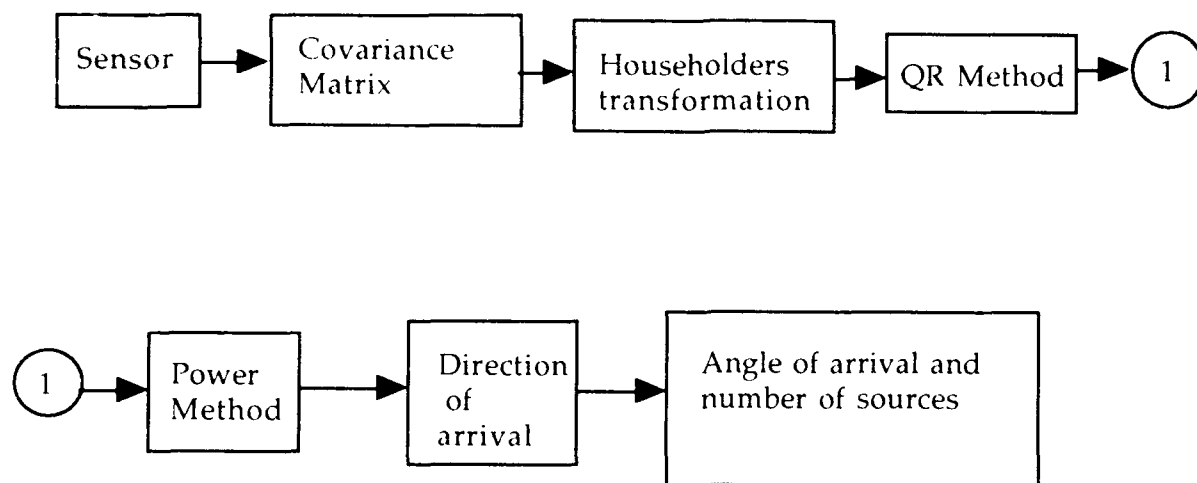 Sensor
Covariance
Matrix
Householders
transformation
QR Method
1
1
Power
Method
Direction
of
arrival
Angle of arrival and
number of sources